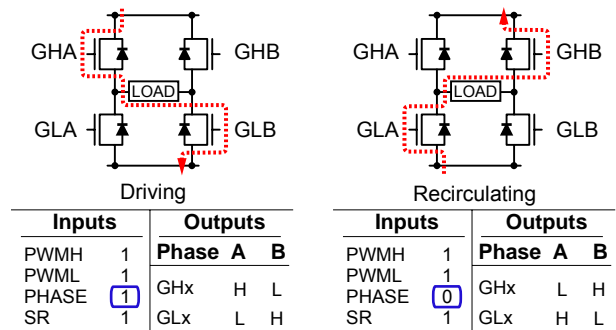 GHA GHB
LOAD
GLA GLB
Driving
Inputs Outputs
PWMH 1 Phase A B
PWML 1
PHASE 1 GHx H L
SR 1 GLx L H
GHA GHB
LOAD
GLA GLB
Recirculating
Inputs Outputs
PWMH 1 Phase A B
PWML 1
PHASE 0 GHx L H
SR 1 GLx H L